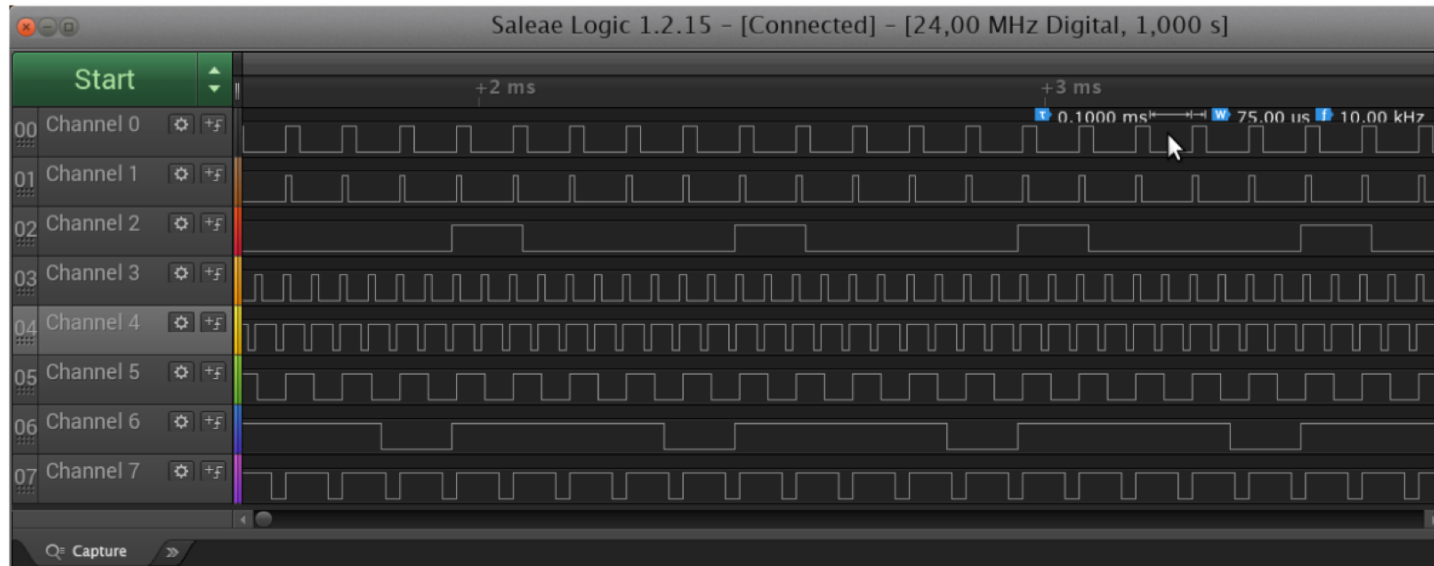 Saleae Logic 1.2.15 – [Connected] – [24,00 MHz Digital, 1,000 s]
Start
+2 ms
+3 ms
00 Channel 0
0.1000 ms W 75.00 us f 10.00 kHz
01 Channel 1
02 Channel 2
03 Channel 3
04 Channel 4
05 Channel 5
06 Channel 6
07 Channel 7
Capture